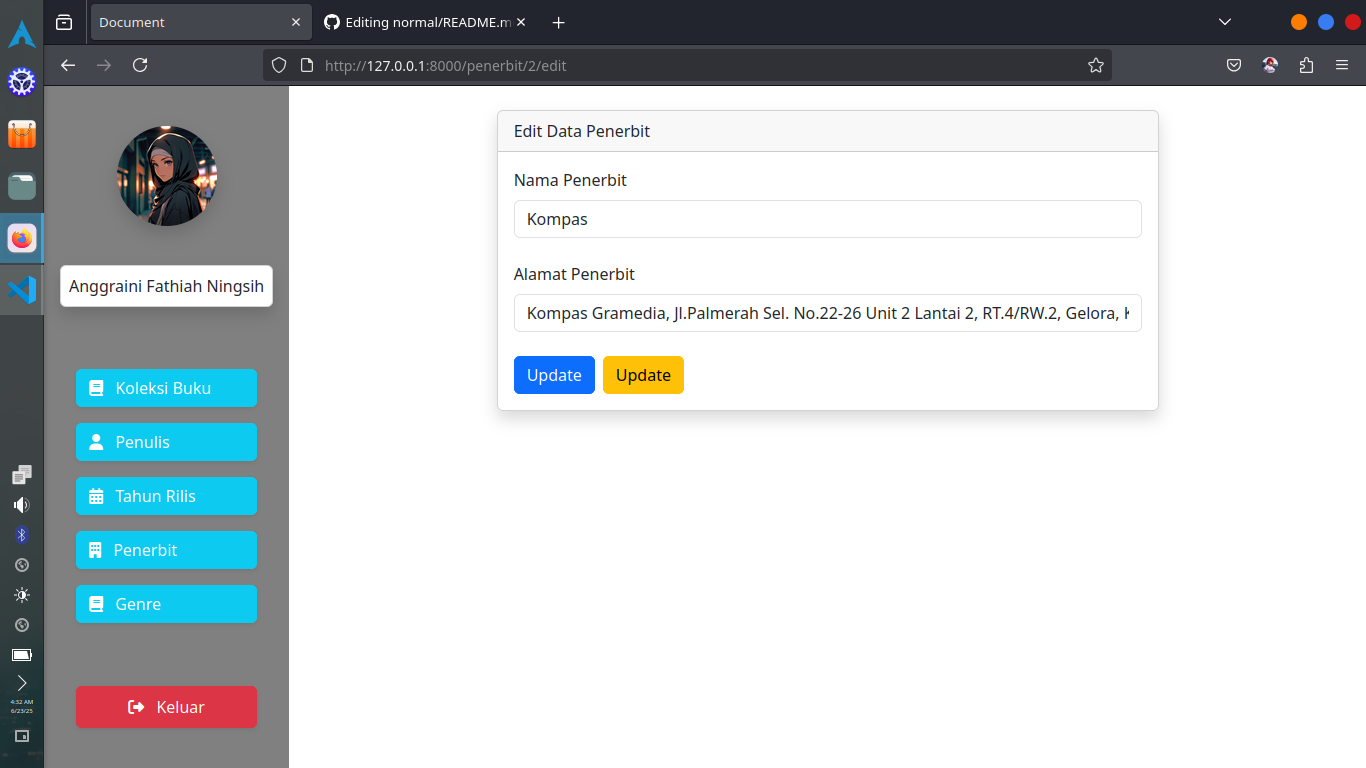 Document
Editing normal/README.m
http://127.0.0.1:8000/penerbit/2/edit
Anggraini Fathiah Ningsih
Koleksi Buku
Penulis
Tahun Rilis
Penerbit
Genre
Keluar
Edit Data Penerbit
Nama Penerbit
Kompas
Alamat Penerbit
Kompas Gramedia, Jl.Palmerah Sel. No.22-26 Unit 2 Lantai 2, RT.4/RW.2, Gelora, K
Update Update
4:32 AM
6/23/25